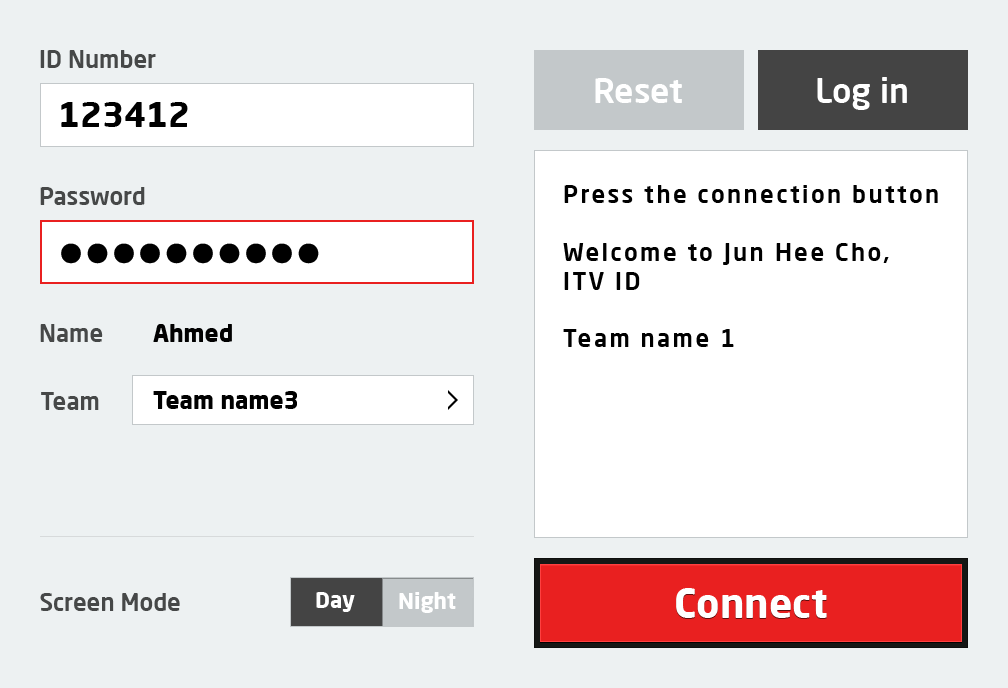 ID Number
123412
Password
●●●●●●●●●●
Name Ahmed
Team Team name3
Screen Mode Day Night
Reset Log in
Press the connection button
Welcome to Jun Hee Cho,
ITV ID
Team name 1
Connect